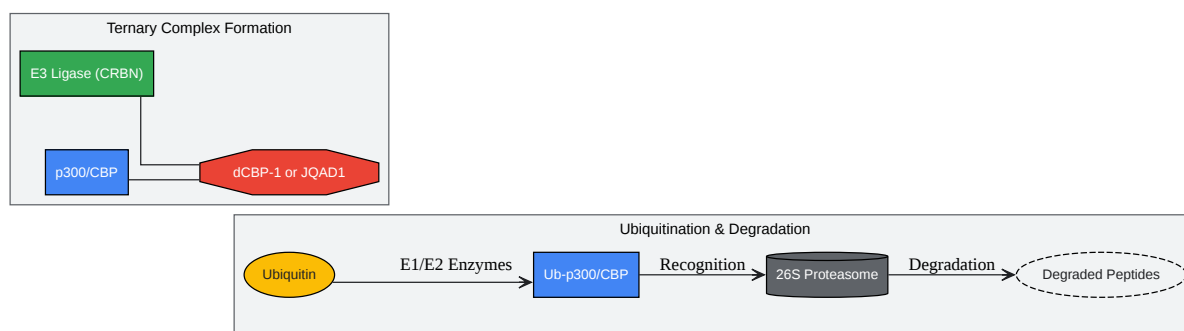 Ternary Complex Formation
E3 Ligase (CRBN)
p300/CBP
dCBP-1 or JQAD1
Ubiquitination & Degradation
Ubiquitin
E1/E2 Enzymes
Ub-p300/CBP
Recognition
26S Proteasome
Degradation
Degraded Peptides